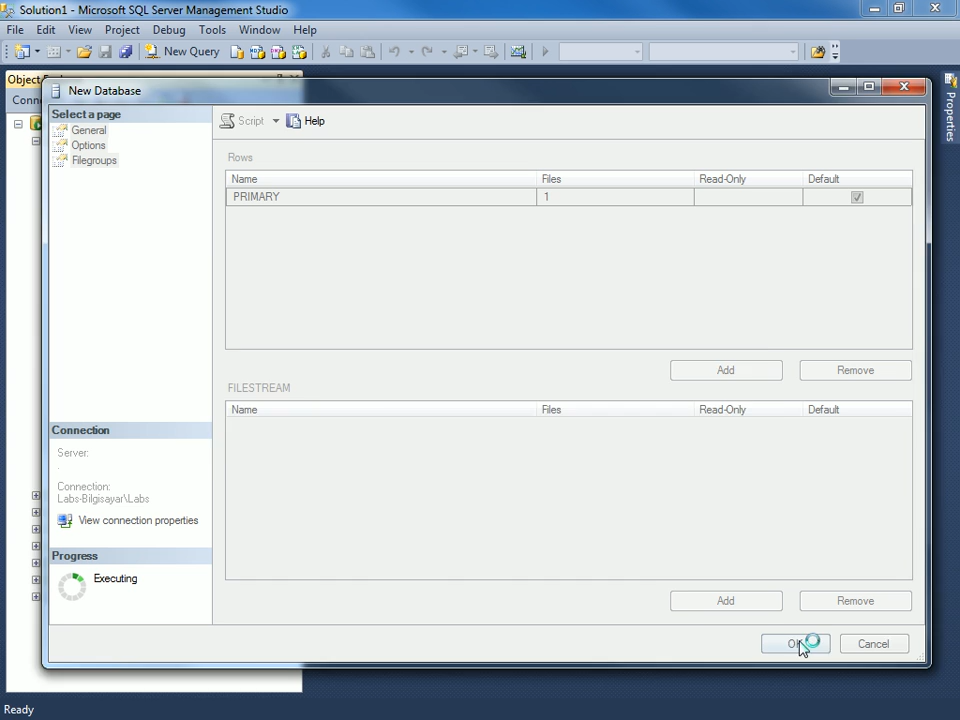 Solution1 - Microsoft SQL Server Management Studio
File Edit View Project Debug Tools Window Help
New Query
Object
New Database
Conn
Select a page
General
Options
Filegroups
Script Help
Rows
Name Files Read-Only Default
PRIMARY 1
Add Remove
FILESTREAM
Name Files Read-Only Default
Connection
Server:
.
Connection:
Labs-Bilgisayar\Labs
View connection properties
Progress
Executing
Add Remove
OK Cancel
Properties
Ready